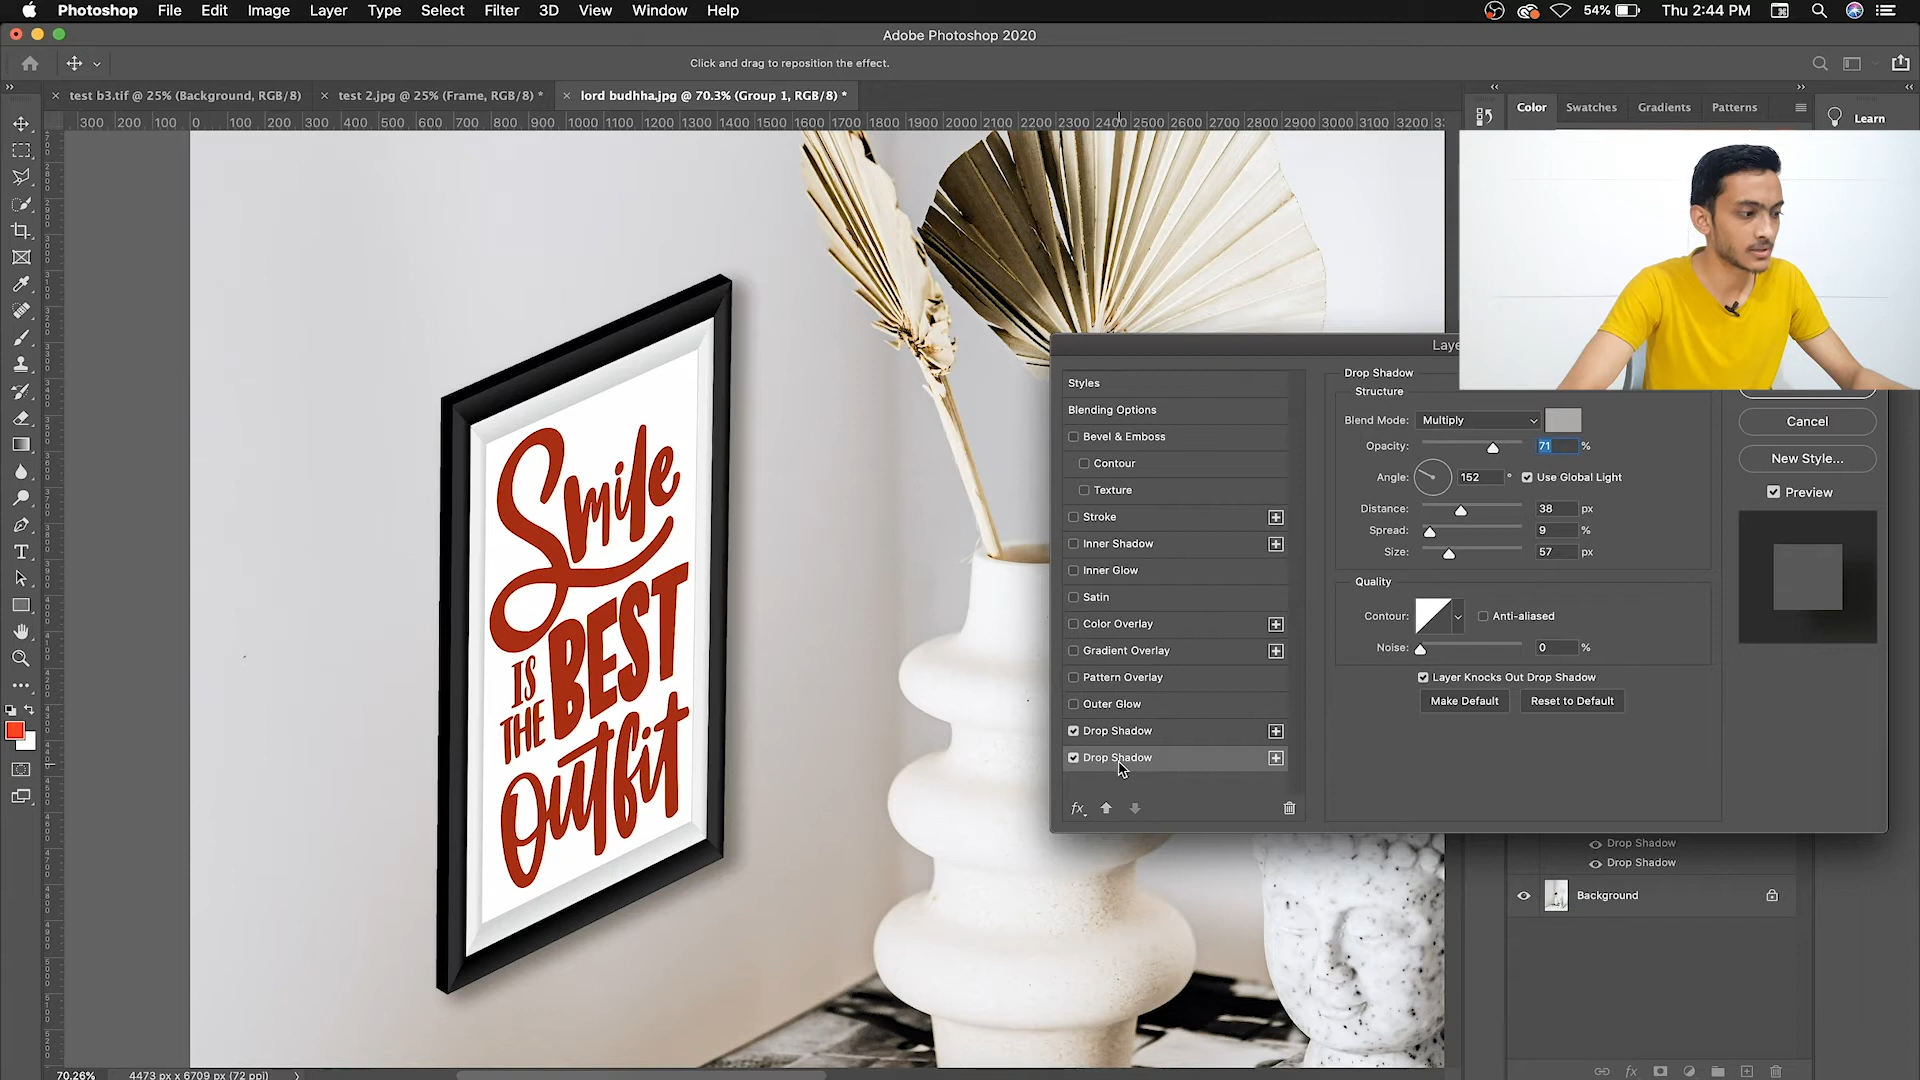 Photoshop File Edit Image Layer Type Select Filter 3D View Window Help 54% Thu 2:44 PM
Adobe Photoshop 2020
Click and drag to reposition the effect.
test b3.tif @ 25% (Background, RGB/8)
test 2.jpg @ 25% (Frame, RGB/8) *
lord budhha.jpg @ 70.3% (Group 1, RGB/8) *
Color Swatches Gradients Patterns
Learn
300 200 100 0 100 200 300 400 500 600 700 800 900 1000 1100 1200 1300 1400 1500 1600 1700 1800 1900 2000 2100 2200 2300 2400 2500 2600 2700 2800 2900 3000 3100 3200
Smile
IS
THE
BEST
Outfit
Laye
Styles
Blending Options
Bevel & Emboss
Contour
Texture
Stroke
Inner Shadow
Inner Glow
Satin
Color Overlay
Gradient Overlay
Pattern Overlay
Outer Glow
Drop Shadow
Drop Shadow
fx
Drop Shadow
Structure
Blend Mode: Multiply
Opacity: 71 %
Angle: 152 ° Use Global Light
Distance: 38 px
Spread: 9 %
Size: 57 px
Quality
Contour: Anti-aliased
Noise: 0 %
Layer Knocks Out Drop Shadow
Make Default Reset to Default
Cancel
New Style...
Preview
Drop Shadow
Drop Shadow
Background
fx
70.26% 4473 px x 6709 px (72 ppi)